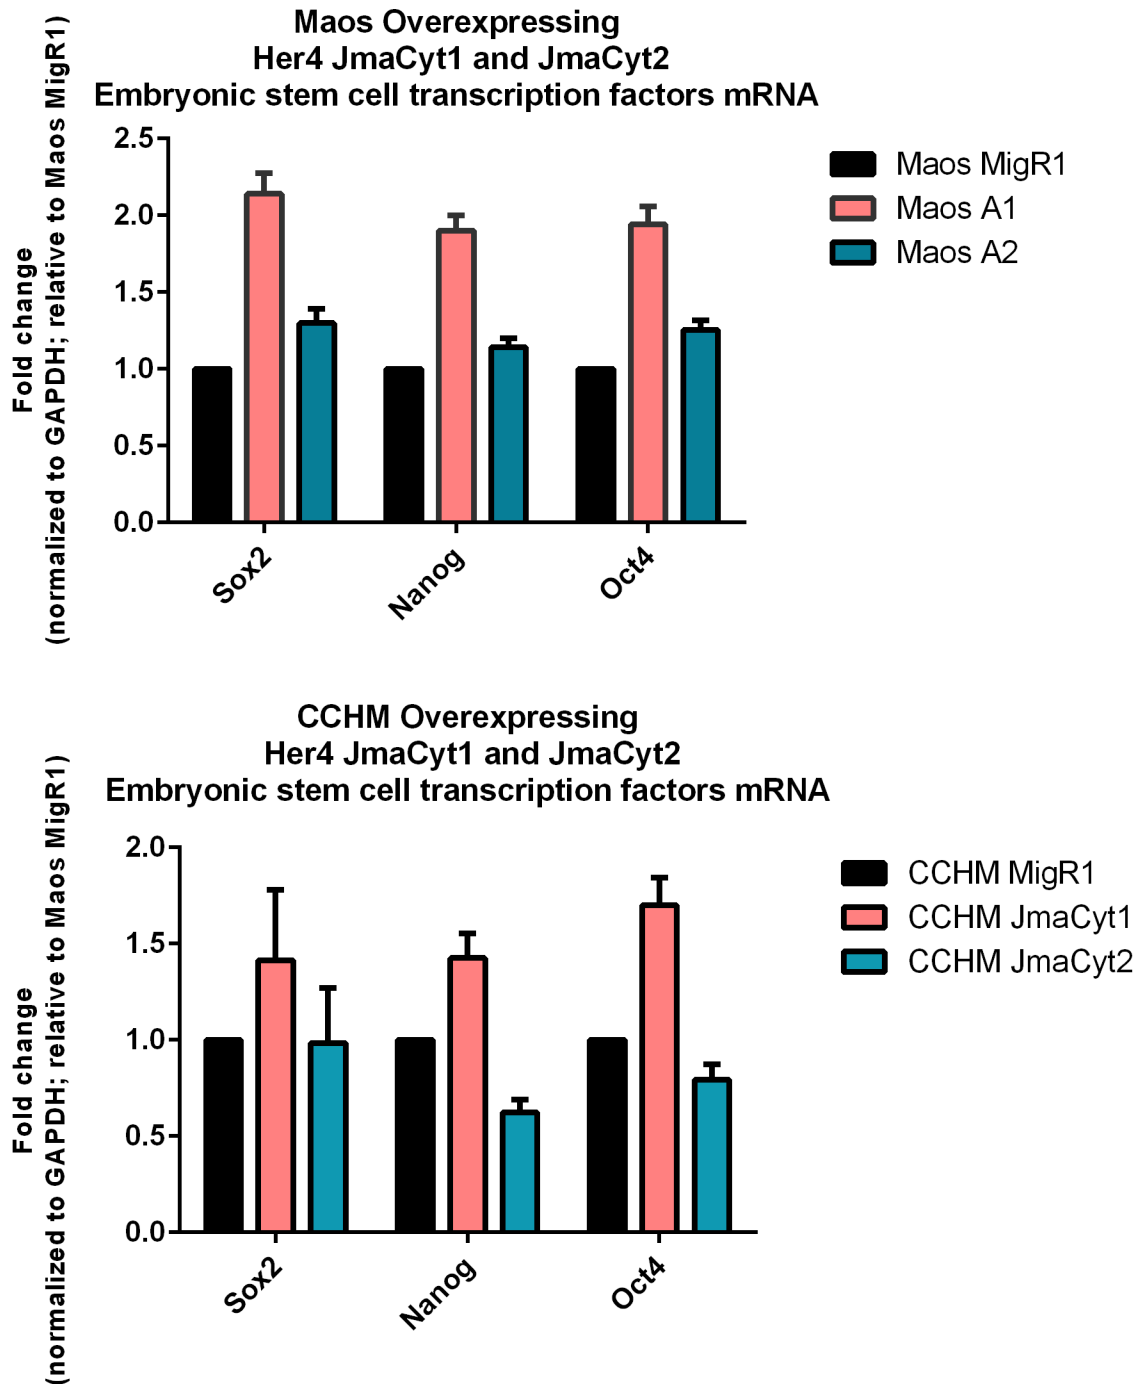 Maos Overexpressing
Her4 JmaCyt1 and JmaCyt2
Embryonic stem cell transcription factors mRNA
Fold change
(normalized to GAPDH; relative to Maos MigR1)
2.5
2.0
1.5
1.0
0.5
0.0
Sox2
Nanog
Oct4
Maos MigR1
Maos A1
Maos A2
CCHM Overexpressing
Her4 JmaCyt1 and JmaCyt2
Embryonic stem cell transcription factors mRNA
Fold change
(normalized to GAPDH; relative to Maos MigR1)
2.0
1.5
1.0
0.5
0.0
Sox2
Nanog
Oct4
CCHM MigR1
CCHM JmaCyt1
CCHM JmaCyt2